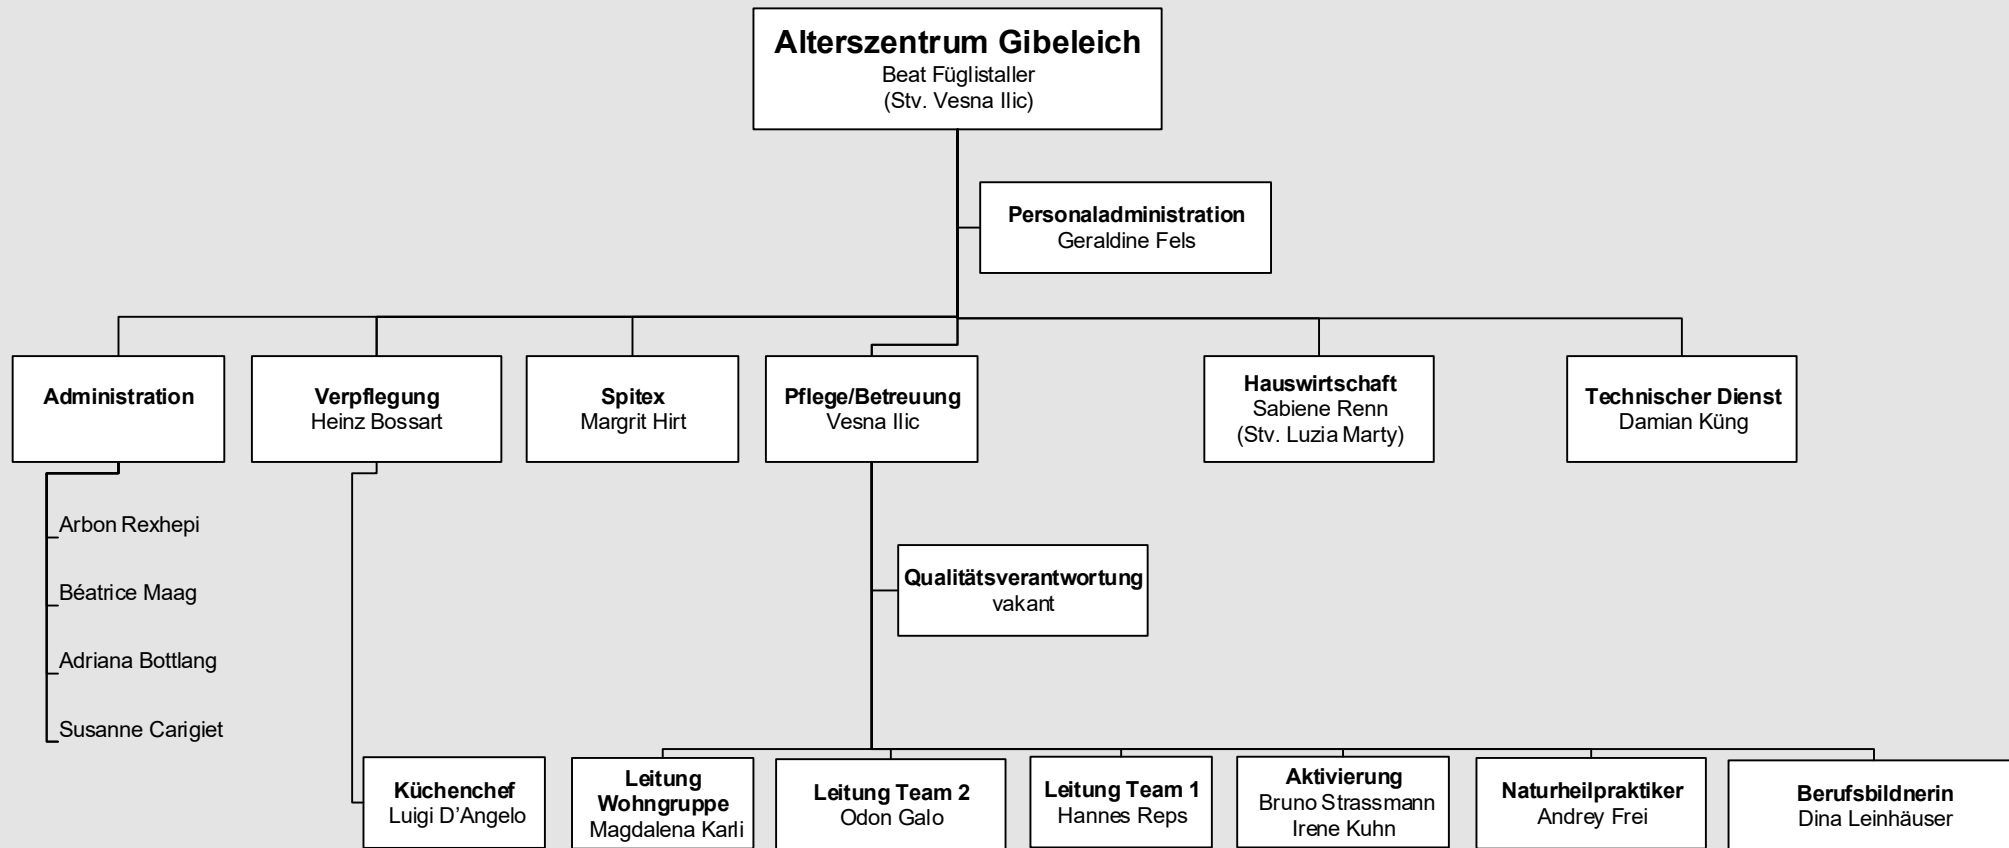 Alterszentrum Gibeleich
Beat Füglistaller
(Stv. Vesna Ilic)
Personaladministration
Geraldine Fels
Administration
Verpflegung
Heinz Bossart
Spitex
Margrit Hirt
Pflege/Betreuung
Vesna Ilic
Hauswirtschaft
Sabiene Renn
(Stv. Luzia Marty)
Technischer Dienst
Damian Küng
Arbon Rexhepi
Béatrice Maag
Adriana Bottlang
Susanne Carigiet
Qualitätsverantwortung
vakant
Küchenchef
Luigi D’Angelo
Leitung
Wohngruppe
Magdalena Karli
Leitung Team 2
Odon Galo
Leitung Team 1
Hannes Reps
Aktivierung
Bruno Strassmann
Irene Kuhn
Naturheilpraktiker
Andrey Frei
Berufsbildnerin
Dina Leinhäuser